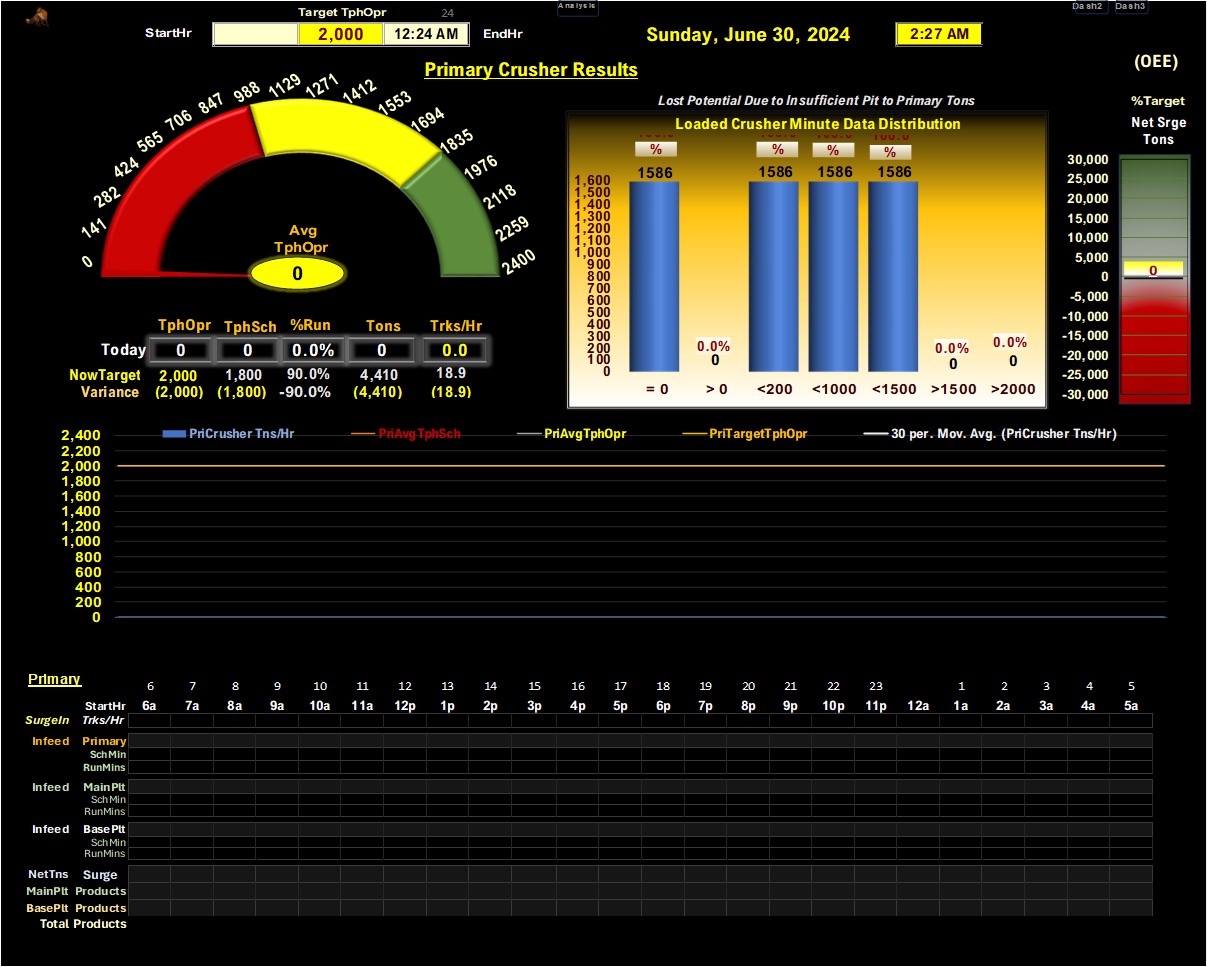 Target TphOpr 24
Analysis
Dash2 Dash3
StartHr 2,000 12:24 AM EndHr
Sunday, June 30, 2024
2:27 AM
Primary Crusher Results
(OEE)
%Target
Net Srge
Tons
0
141
282
424
565
706
847
988
1129
1271
1412
1553
1694
1835
1976
2118
2259
2400
Avg
TphOpr
0
Lost Potential Due to Insufficient Pit to Primary Tons
Loaded Crusher Minute Data Distribution
% % % %
1586 1586 1586 1586
1,600
1,500
1,400
1,300
1,200
1,100
1,000
900
800
700
600
500
400
300
200
100
0
0.0% 0.0% 0.0%
0 0 0
= 0 > 0 <200 <1000 <1500 >1500 >2000
30,000
25,000
20,000
15,000
10,000
5,000
0
-5,000
-10,000
-15,000
-20,000
-25,000
-30,000
0
TphOpr TphSch %Run Tons Trks/Hr
Today 0 0 0.0% 0 0.0
NowTarget 2,000 1,800 90.0% 4,410 18.9
Variance (2,000) (1,800) -90.0% (4,410) (18.9)
PriCrusher Tns/Hr PriAvgTphSch PriAvgTphOpr PriTargetTphOpr 30 per. Mov. Avg. (PriCrusher Tns/Hr)
2,400
2,200
2,000
1,800
1,600
1,400
1,200
1,000
800
600
400
200
0
Primary
6 7 8 9 10 11 12 13 14 15 16 17 18 19 20 21 22 23 1 2 3 4 5
StartHr 6a 7a 8a 9a 10a 11a 12p 1p 2p 3p 4p 5p 6p 7p 8p 9p 10p 11p 12a 1a 2a 3a 4a 5a
SurgeIn Trks/Hr
Infeed Primary
SchMin
RunMins
Infeed MainPlt
SchMin
RunMins
Infeed BasePlt
SchMin
RunMins
NetTns Surge
MainPlt Products
BasePlt Products
Total Products